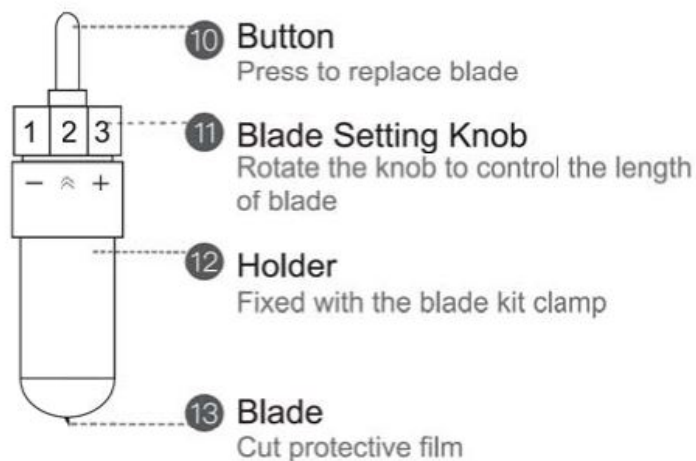 10 Button
Press to replace blade
1 2 3
11 Blade Setting Knob
Rotate the knob to control the length
of blade
− +
12 Holder
Fixed with the blade kit clamp
13 Blade
Cut protective film